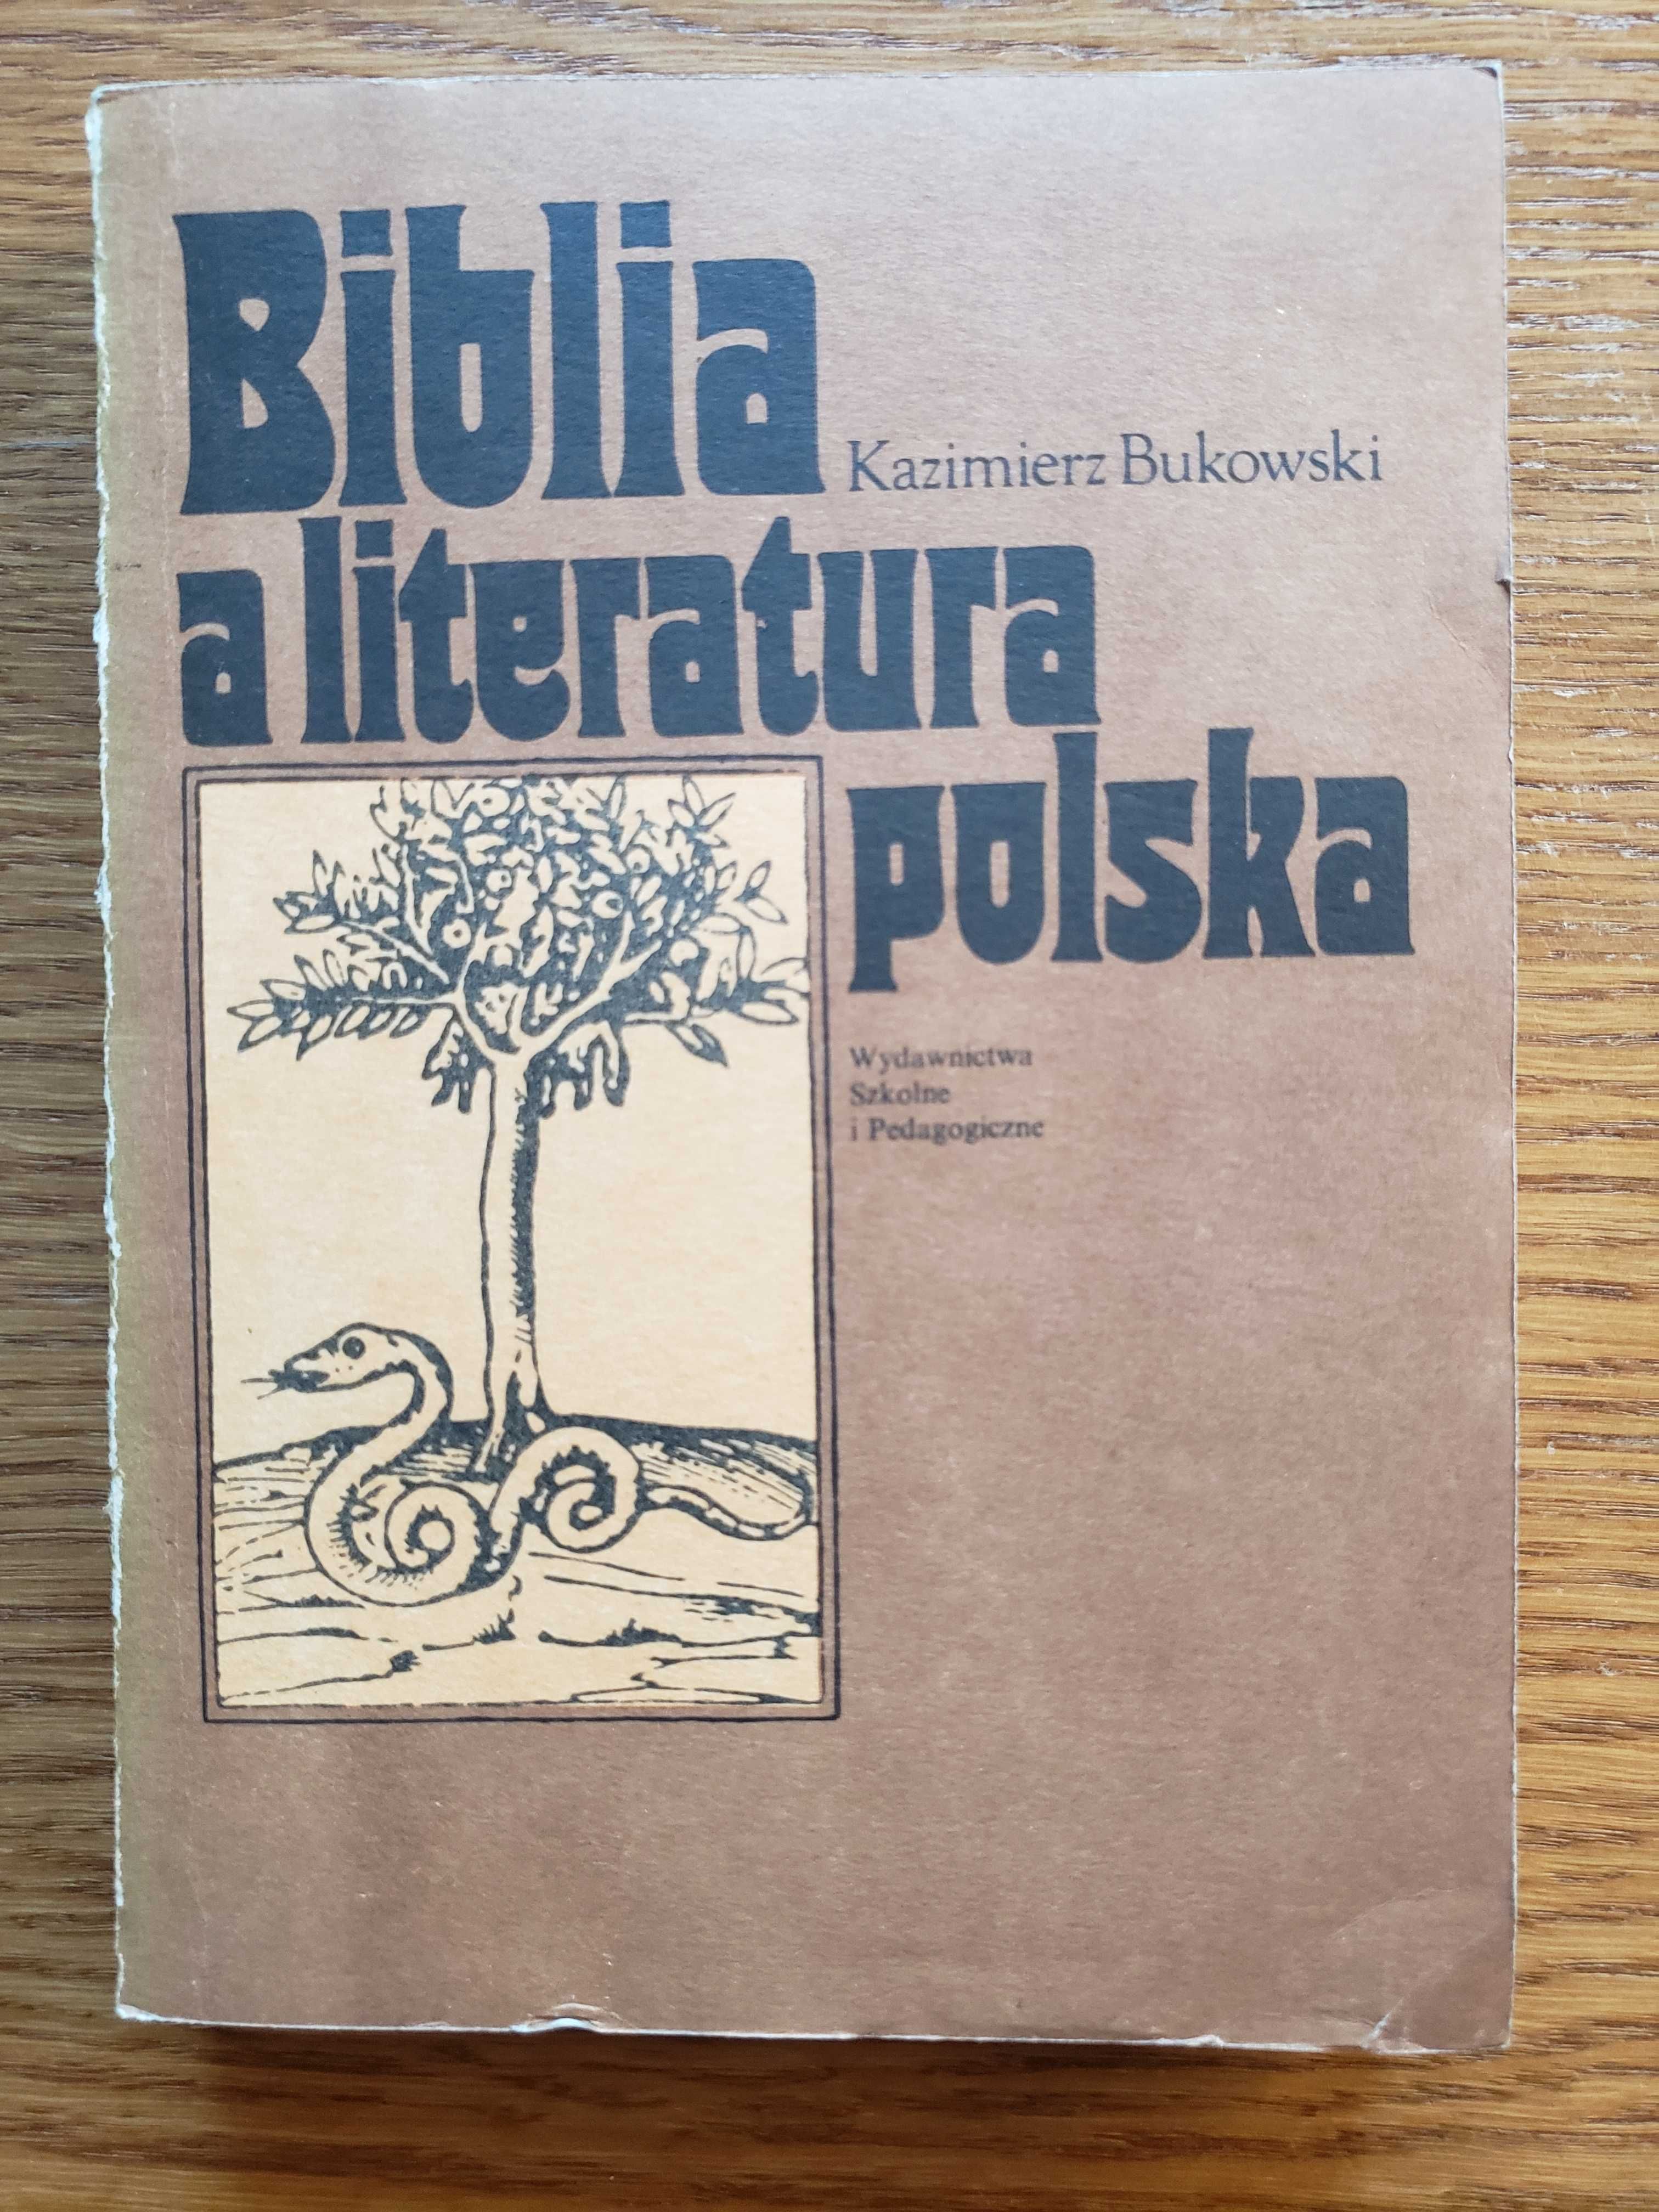 Biblia
Kazimierz Bukowski
a literatura
polska
Wydawnictwa
Szkolne
i Pedagogiczne